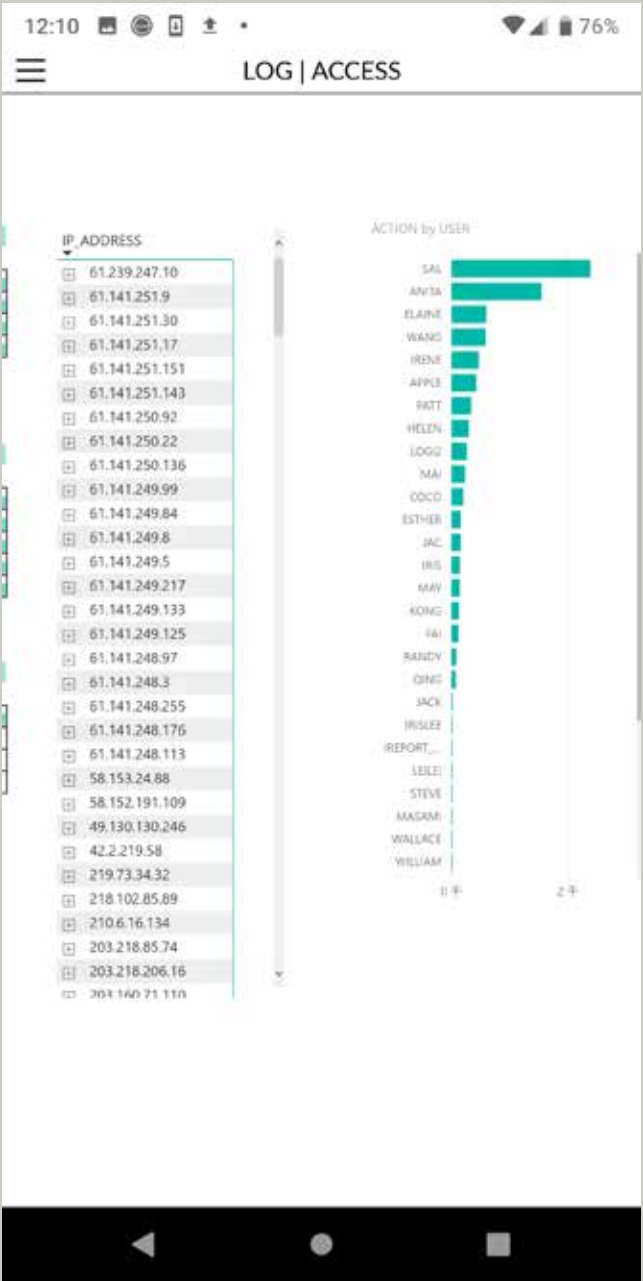 12:10
76%
LOG | ACCESS
IP_ADDRESS
61.239.247.10
61.141.251.9
61.141.251.30
61.141.251.17
61.141.251.151
61.141.251.143
61.141.250.92
61.141.250.22
61.141.250.136
61.141.249.99
61.141.249.84
61.141.249.8
61.141.249.5
61.141.249.217
61.141.249.133
61.141.249.125
61.141.248.97
61.141.248.3
61.141.248.255
61.141.248.176
61.141.248.113
58.153.24.88
58.152.191.109
49.130.130.246
42.2.219.58
219.73.34.32
218.102.85.89
210.6.16.134
203.218.85.74
203.218.206.16
203.160.71.110
ACTION by USER
SAL
ANITA
ELAINE
WANG
IRENE
APPLE
PATT
HELEN
MAI
COCO
ESTHER
JAC
IRIS
MAY
KONG
FAI
RANDY
QING
JACK
IRISLEE
IREPORT_...
LEILEI
STEVE
MASAMI
WALLACE
WILLIAM
0 千
2 千